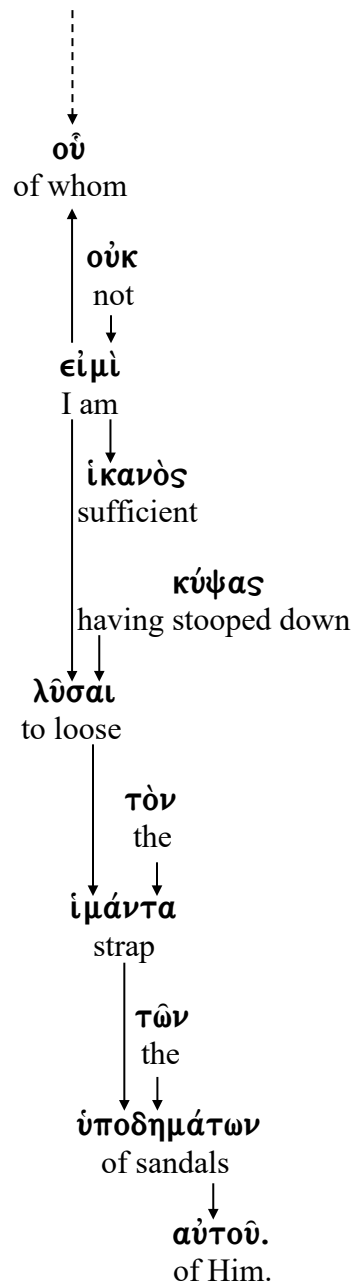 οὗ
of whom
οὐκ
not
εἰμὶ
I am
ἱκανὸς
sufficient
κύψας
having stooped down
λῦσαι
to loose
τὸν
the
ἱμάντα
strap
τῶν
the
ὑποδημάτων
of sandals
αὐτοῦ.
of Him.